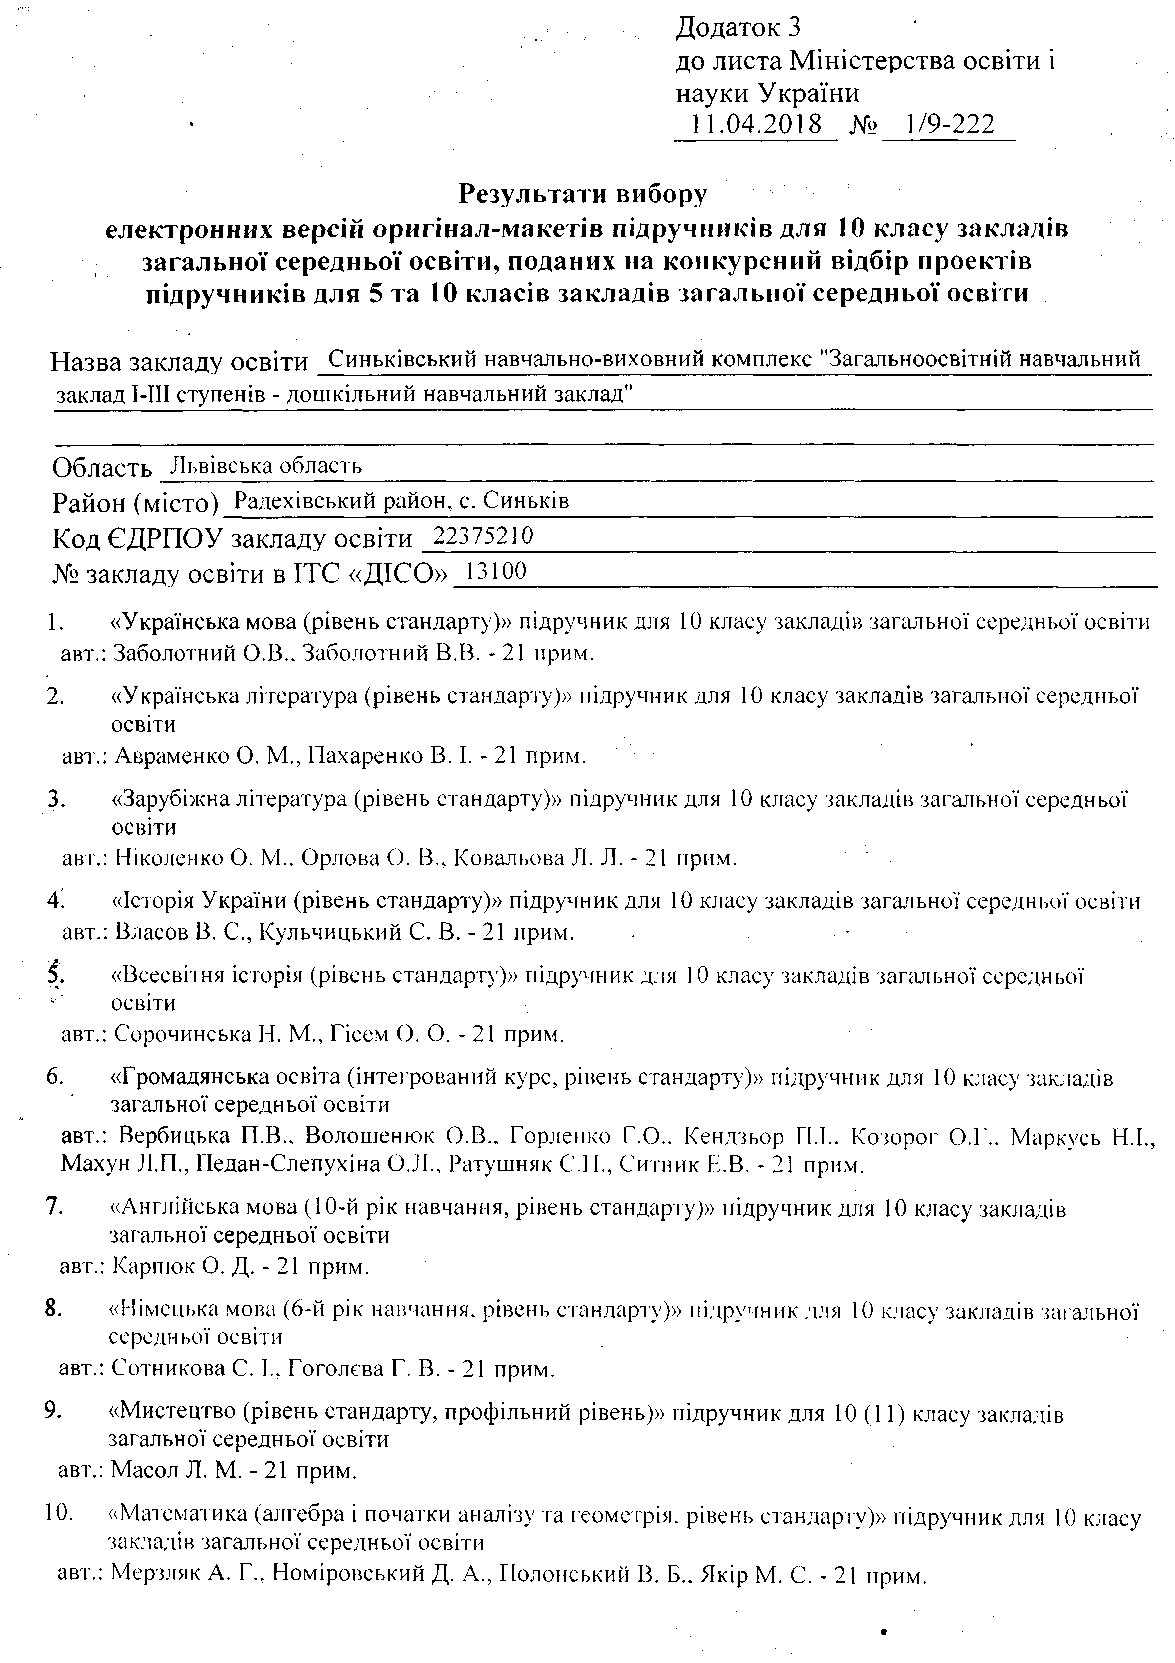 Додаток 3
до листа Міністерства освіти і
науки України
11.04.2018 № 1/9-222
Результати вибору
електронних версій оригінал-макетів підручників для 10 класу закладів
загальної середньої освіти, поданих на конкурсний відбір проектів
підручників для 5 та 10 класів закладів загальної середньої освіти
Назва закладу освіти Синьківський навчально-виховний комплекс "Загальноосвітній навчальний
заклад І-ІІІ ступенів - дошкільний навчальний заклад"
Область Львівська область
Район (місто) Радехівський район, с. Синьків
Код ЄДРПОУ закладу освіти 22375210
№ закладу освіти в ІТС «ДІСО» 13100
1. «Українська мова (рівень стандарту)» підручник для 10 класу закладів загальної середньої освіти
авт.: Заболотний О.В., Заболотний В.В. - 21 прим.
2. «Українська література (рівень стандарту)» підручник для 10 класу закладів загальної середньої
освіти
авт.: Авраменко О. М., Пахаренко В. І. - 21 прим.
3. «Зарубіжна література (рівень стандарту)» підручник для 10 класу закладів загальної середньої
освіти
авт.: Ніколенко О. М., Орлова О. В., Ковальова Л. Л. - 21 прим.
4. «Історія України (рівень стандарту)» підручник для 10 класу закладів загальної середньої освіти
авт.: Власов В. С., Кульчицький С. В. - 21 прим.
5. «Всесвітня історія (рівень стандарту)» підручник для 10 класу закладів загальної середньої
освіти
авт.: Сорочинська Н. М., Гісем О. О. - 21 прим.
6. «Громадянська освіта (інтегрований курс, рівень стандарту)» підручник для 10 класу закладів
загальної середньої освіти
авт.: Вербицька П.В., Волошенюк О.В., Горленко Г.О., Кендзьор П.І., Козорог О.Г., Маркусь Н.І.,
Махун Л.П., Педан-Слепухіна О.Л., Ратушняк С.П., Ситник Е.В. - 21 прим.
7. «Англійська мова (10-й рік навчання, рівень стандарту)» підручник для 10 класу закладів
загальної середньої освіти
авт.: Карпюк О. Д. - 21 прим.
8. «Німецька мова (6-й рік навчання, рівень стандарту)» підручник для 10 класу закладів загальної
середньої освіти
авт.: Сотникова С. І., Гоголєва Г. В. - 21 прим.
9. «Мистецтво (рівень стандарту, профільний рівень)» підручник для 10 (11) класу закладів
загальної середньої освіти
авт.: Масол Л. М. - 21 прим.
10. «Математика (алгебра і початки аналізу та геометрія, рівень стандарту)» підручник для 10 класу
закладів загальної середньої освіти
авт.: Мерзляк А. Г., Номіровський Д. А., Полонський В. Б., Якір М. С. - 21 прим.